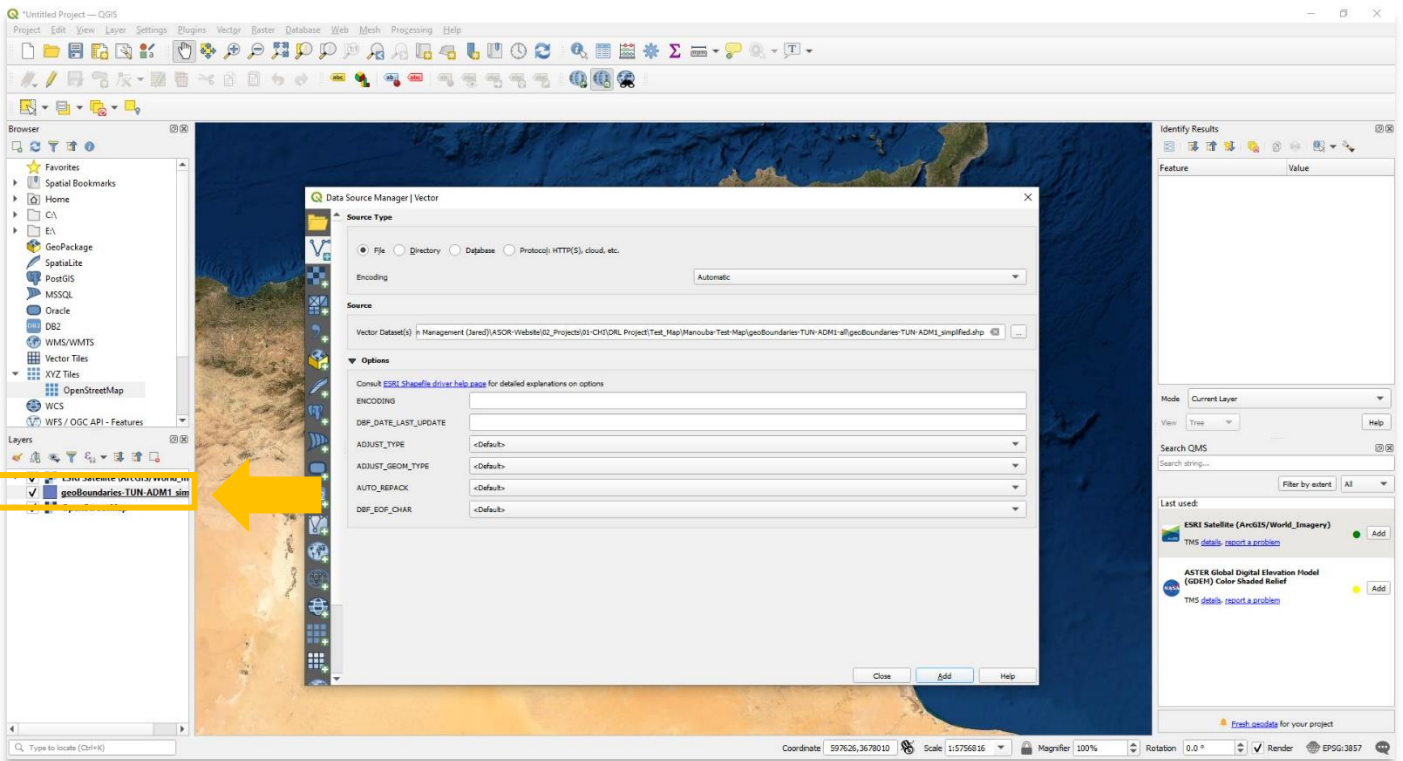 *Untitled Project — QGIS
Project Edit View Layer Settings Plugins Vector Raster Database Web Mesh Processing Help
Browser
Favorites
Spatial Bookmarks
Home
C:\
E:\
GeoPackage
SpatiaLite
PostGIS
MSSQL
Oracle
DB2
WMS/WMTS
Vector Tiles
XYZ Tiles
OpenStreetMap
WCS
WFS / OGC API - Features
Layers
ESRI Satellite (ArcGIS/World_Im
geoBoundaries-TUN-ADM1 sim
OpenStreetMap
Type to locate (Ctrl+K)
Data Source Manager | Vector
Source Type
File Directory Database Protocol: HTTP(S), cloud, etc.
Encoding Automatic
Source
Vector Dataset(s) n Management (Jared)\ASOR-Website\02_Projects\01-CHI\DRL Project\Test_Map\Manouba-Test-Map\geoBoundaries-TUN-ADM1-all\geoBoundaries-TUN-ADM1_simplified.shp ...
Options
Consult ESRI Shapefile driver help page for detailed explanations on options
ENCODING
DBF_DATE_LAST_UPDATE
ADJUST_TYPE <Default>
ADJUST_GEOM_TYPE <Default>
AUTO_REPACK <Default>
DBF_EOF_CHAR <Default>
Close Add Help
Identify Results
Feature Value
Mode Current Layer
View Tree Help
Search QMS
Search string...
Filter by extent All
Last used:
ESRI Satellite (ArcGIS/World_Imagery)
TMS details, report a problem
Add
ASTER Global Digital Elevation Model
(GDEM) Color Shaded Relief
TMS details, report a problem
Add
Fresh geodata for your project
Coordinate 597626,3678010 Scale 1:5756816 Magnifier 100% Rotation 0.0 ° Render EPSG:3857